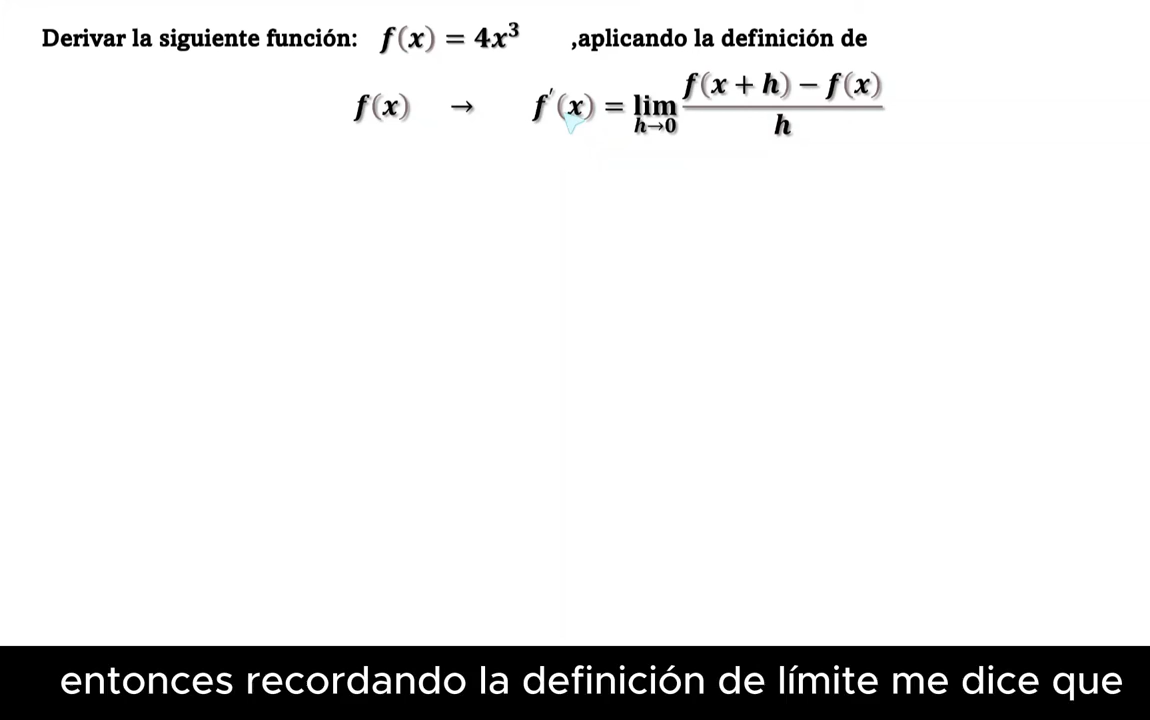 Derivar la siguiente función: f(x) = 4x³ ,aplicando la definición de
f(x) → f′(x) = lim h→0 f(x + h) − f(x) / h
entonces recordando la definición de límite me dice que